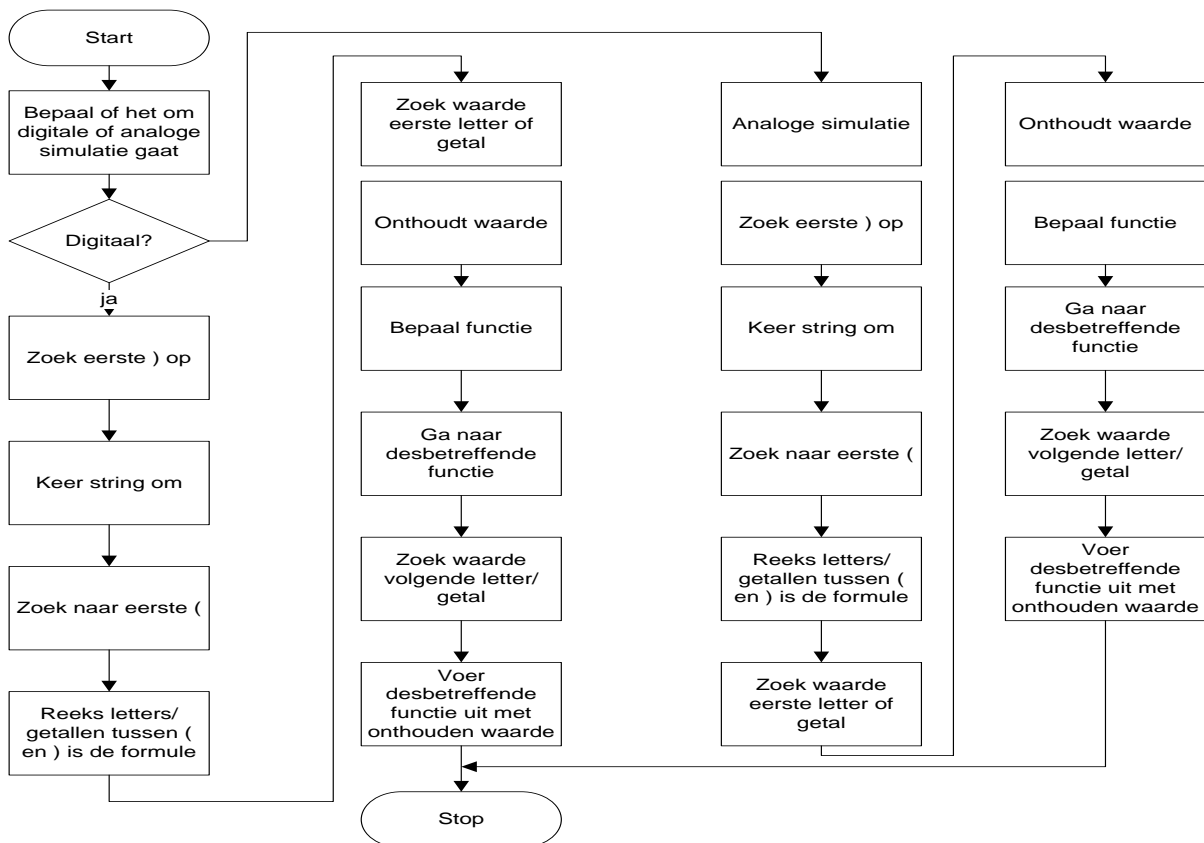 Start
Bepaal of het om
digitale of analoge
simulatie gaat
Digitaal?
ja
Zoek eerste ) op
Keer string om
Zoek naar eerste (
Reeks letters/
getallen tussen (
en ) is de formule
Zoek waarde
eerste letter of
getal
Onthoudt waarde
Bepaal functie
Ga naar
desbetreffende
functie
Zoek waarde
volgende letter/
getal
Voer
desbetreffende
functie uit met
onthouden waarde
Stop
Analoge simulatie
Zoek eerste ) op
Keer string om
Zoek naar eerste (
Reeks letters/
getallen tussen (
en ) is de formule
Zoek waarde
eerste letter of
getal
Onthoudt waarde
Bepaal functie
Ga naar
desbetreffende
functie
Zoek waarde
volgende letter/
getal
Voer
desbetreffende
functie uit met
onthouden waarde